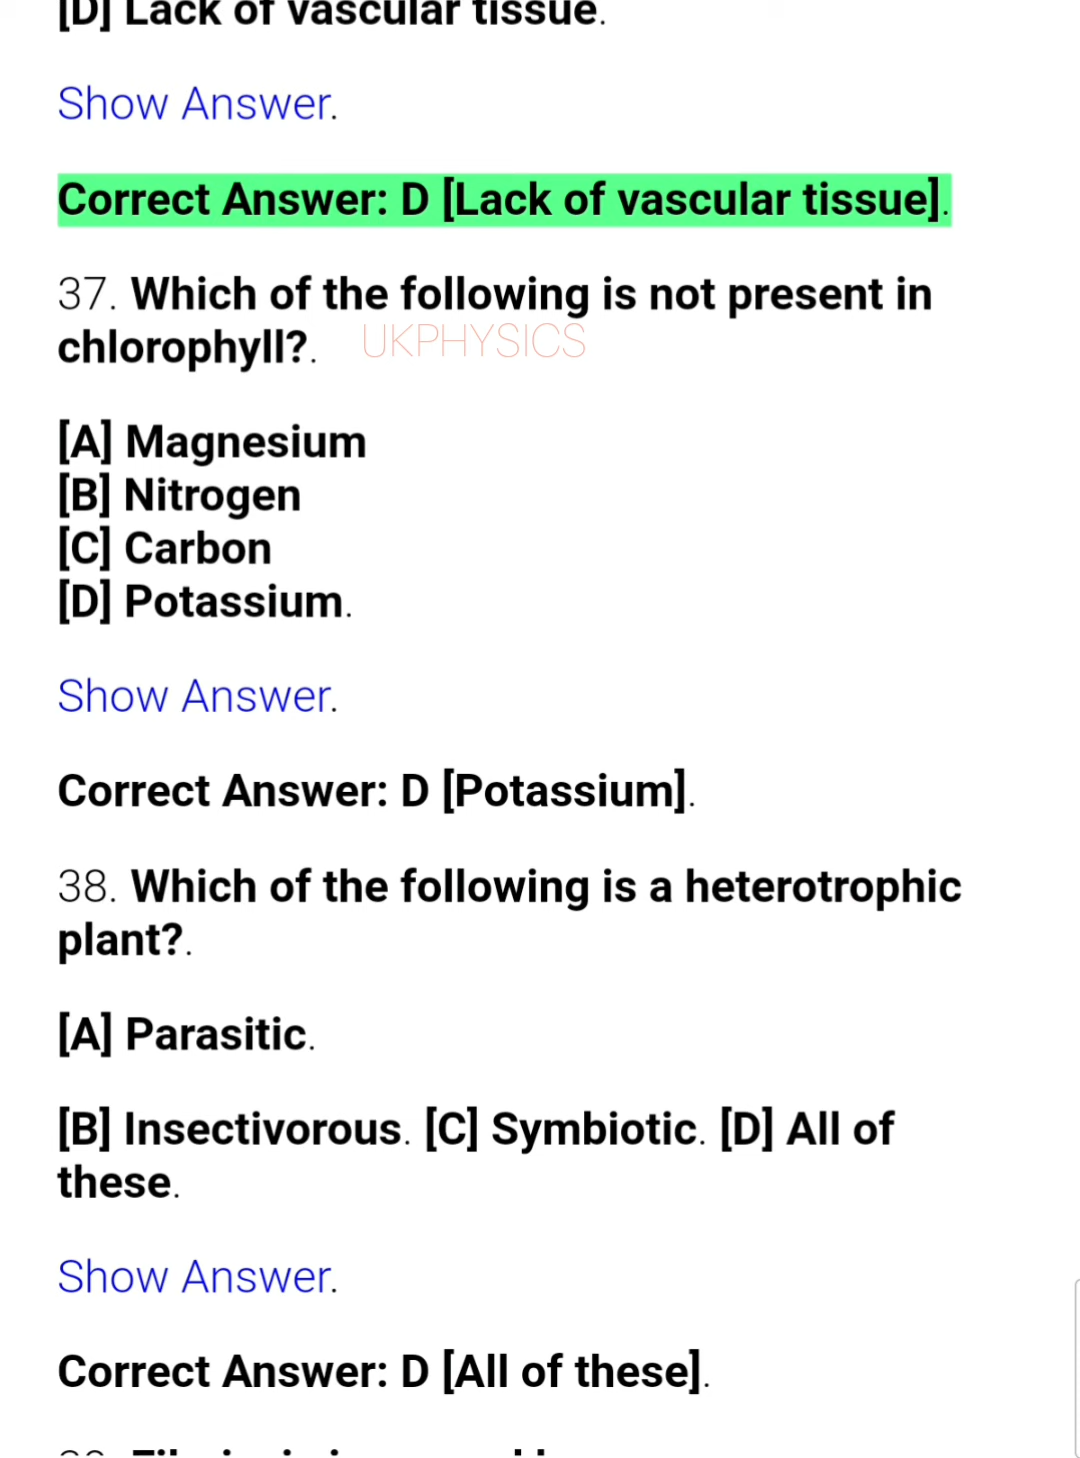 [D] Lack of vascular tissue.
Show Answer.
Correct Answer: D [Lack of vascular tissue].
37. Which of the following is not present in
chlorophyll?.
UKPHYSICS
[A] Magnesium
[B] Nitrogen
[C] Carbon
[D] Potassium.
Show Answer.
Correct Answer: D [Potassium].
38. Which of the following is a heterotrophic
plant?.
[A] Parasitic.
[B] Insectivorous. [C] Symbiotic. [D] All of
these.
Show Answer.
Correct Answer: D [All of these].